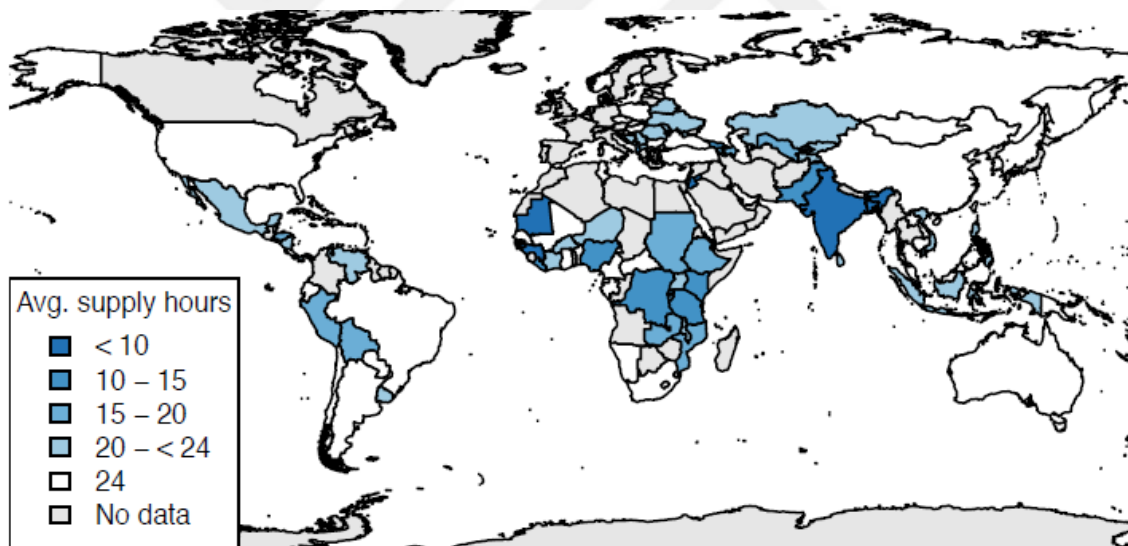 Avg. supply hours
< 10
10 – 15
15 – 20
20 – < 24
24
No data